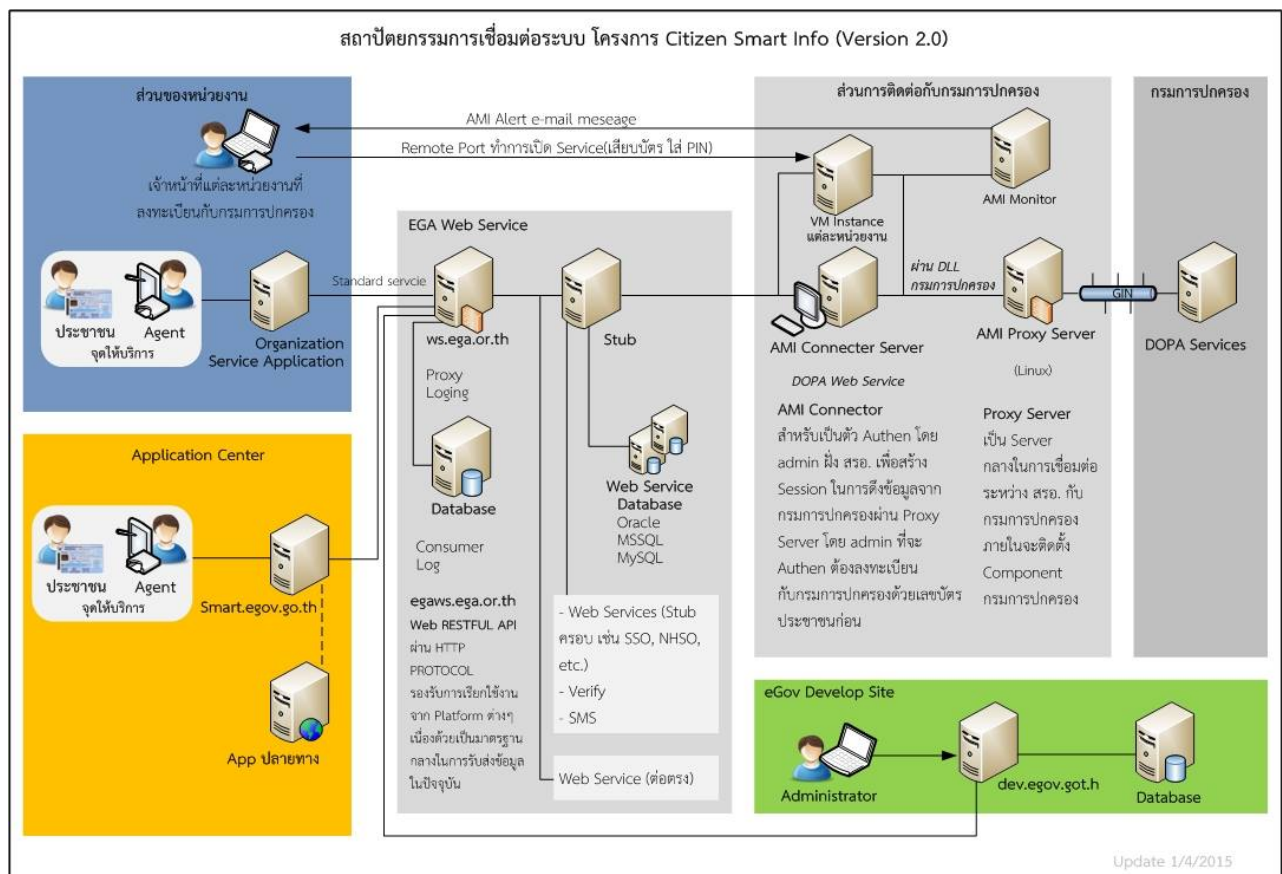 สถาปัตยกรรมการเชื่อมต่อระบบ โครงการ Citizen Smart Info (Version 2.0)
ส่วนของหน่วยงาน
เจ้าหน้าที่แต่ละหน่วยงานที่
ลงทะเบียนกับกรมการปกครอง
ประชาชน
Agent
จุดให้บริการ
Organization
Service Application
AMI Alert e-mail meseage
Remote Port ทำการเปิด Service(เสียบบัตร ใส่ PIN)
Standard servcie
EGA Web Service
ws.ega.or.th
Stub
Proxy
Loging
Database
Consumer
Log
Web Service
Database
Oracle
MSSQL
MySQL
egaws.ega.or.th
Web RESTFUL API
ผ่าน HTTP
PROTOCOL
รองรับการเรียกใช้งาน
จาก Platform ต่างๆ
เนื่องด้วยเป็นมาตรฐาน
กลางในการรับส่งข้อมูล
ในปัจจุบัน
- Web Services (Stub
ครอบ เช่น SSO, NHSO,
etc.)
- Verify
- SMS
Web Service (ต่อตรง)
ส่วนการติดต่อกับกรมการปกครอง
VM Instance
แต่ละหน่วยงาน
AMI Monitor
ผ่าน DLL
กรมการปกครอง
AMI Connecter Server
DOPA Web Service
AMI Proxy Server
(Linux)
AMI Connector
สำหรับเป็นตัว Authen โดย
admin ฝั่ง สรอ. เพื่อสร้าง
Session ในการดึงข้อมูลจาก
กรมการปกครองผ่าน Proxy
Server โดย admin ที่จะ
Authen ต้องลงทะเบียน
กับกรมการปกครองด้วยเลขบัตร
ประชาชนก่อน
Proxy Server
เป็น Server
กลางในการเชื่อมต่อ
ระหว่าง สรอ. กับ
กรมการปกครอง
ภายในจะติดตั้ง
Component
กรมการปกครอง
กรมการปกครอง
GIN
DOPA Services
Application Center
ประชาชน
Agent
จุดให้บริการ
Smart.egov.go.th
App ปลายทาง
eGov Develop Site
Administrator
dev.egov.got.h
Database
Update 1/4/2015